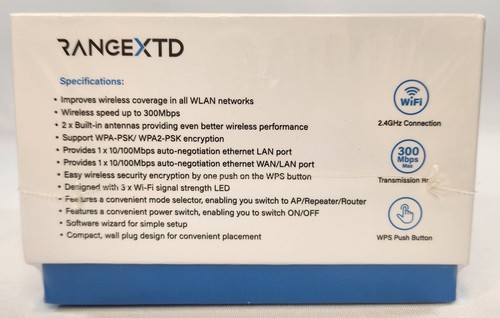 RANGEXTD
Specifications:
• Improves wireless coverage in all WLAN networks
• Wireless speed up to 300Mbps
• 2 x Built-in antennas providing even better wireless performance
• Support WPA-PSK/ WPA2-PSK encryption
• Provides 1 x 10/100Mbps auto-negotiation ethernet LAN port
• Provides 1 x 10/100Mbps auto-negotiation ethernet WAN/LAN port
• Easy wireless security encryption by one push on the WPS button
• Designed with 3 x Wi-Fi signal strength LED
• Features a convenient mode selector, enabling you to switch to AP/Repeater/Router
• Features a convenient power switch, enabling you to switch ON/OFF
• Software wizard for simple setup
• Compact, wall plug design for convenient placement
WiFi
2.4GHz Connection
300
Mbps
Max
Transmission
WPS Push Button